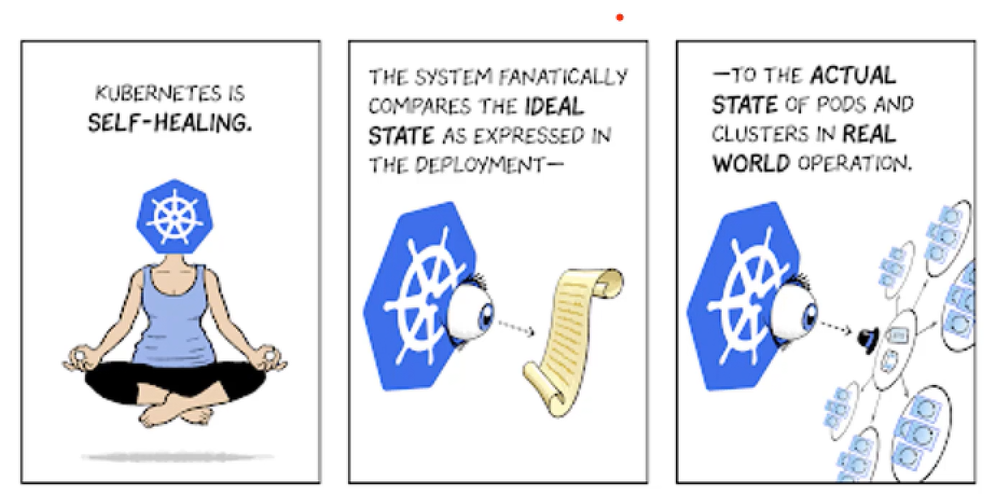 KUBERNETES IS
SELF-HEALING.
THE SYSTEM FANATICALLY
COMPARES THE IDEAL
STATE AS EXPRESSED IN
THE DEPLOYMENT—
—TO THE ACTUAL
STATE OF PODS AND
CLUSTERS IN REAL
WORLD OPERATION.